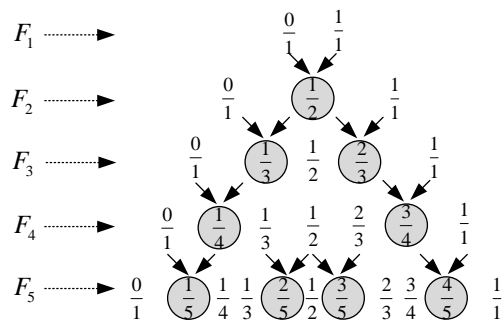 F₁ 0/1 1/1
F₂ 0/1 1/2 1/1
F₃ 0/1 1/3 1/2 2/3 1/1
F₄ 0/1 1/4 1/3 1/2 2/3 3/4 1/1
F₅ 0/1 1/5 1/4 1/3 2/5 1/2 3/5 2/3 3/4 4/5 1/1